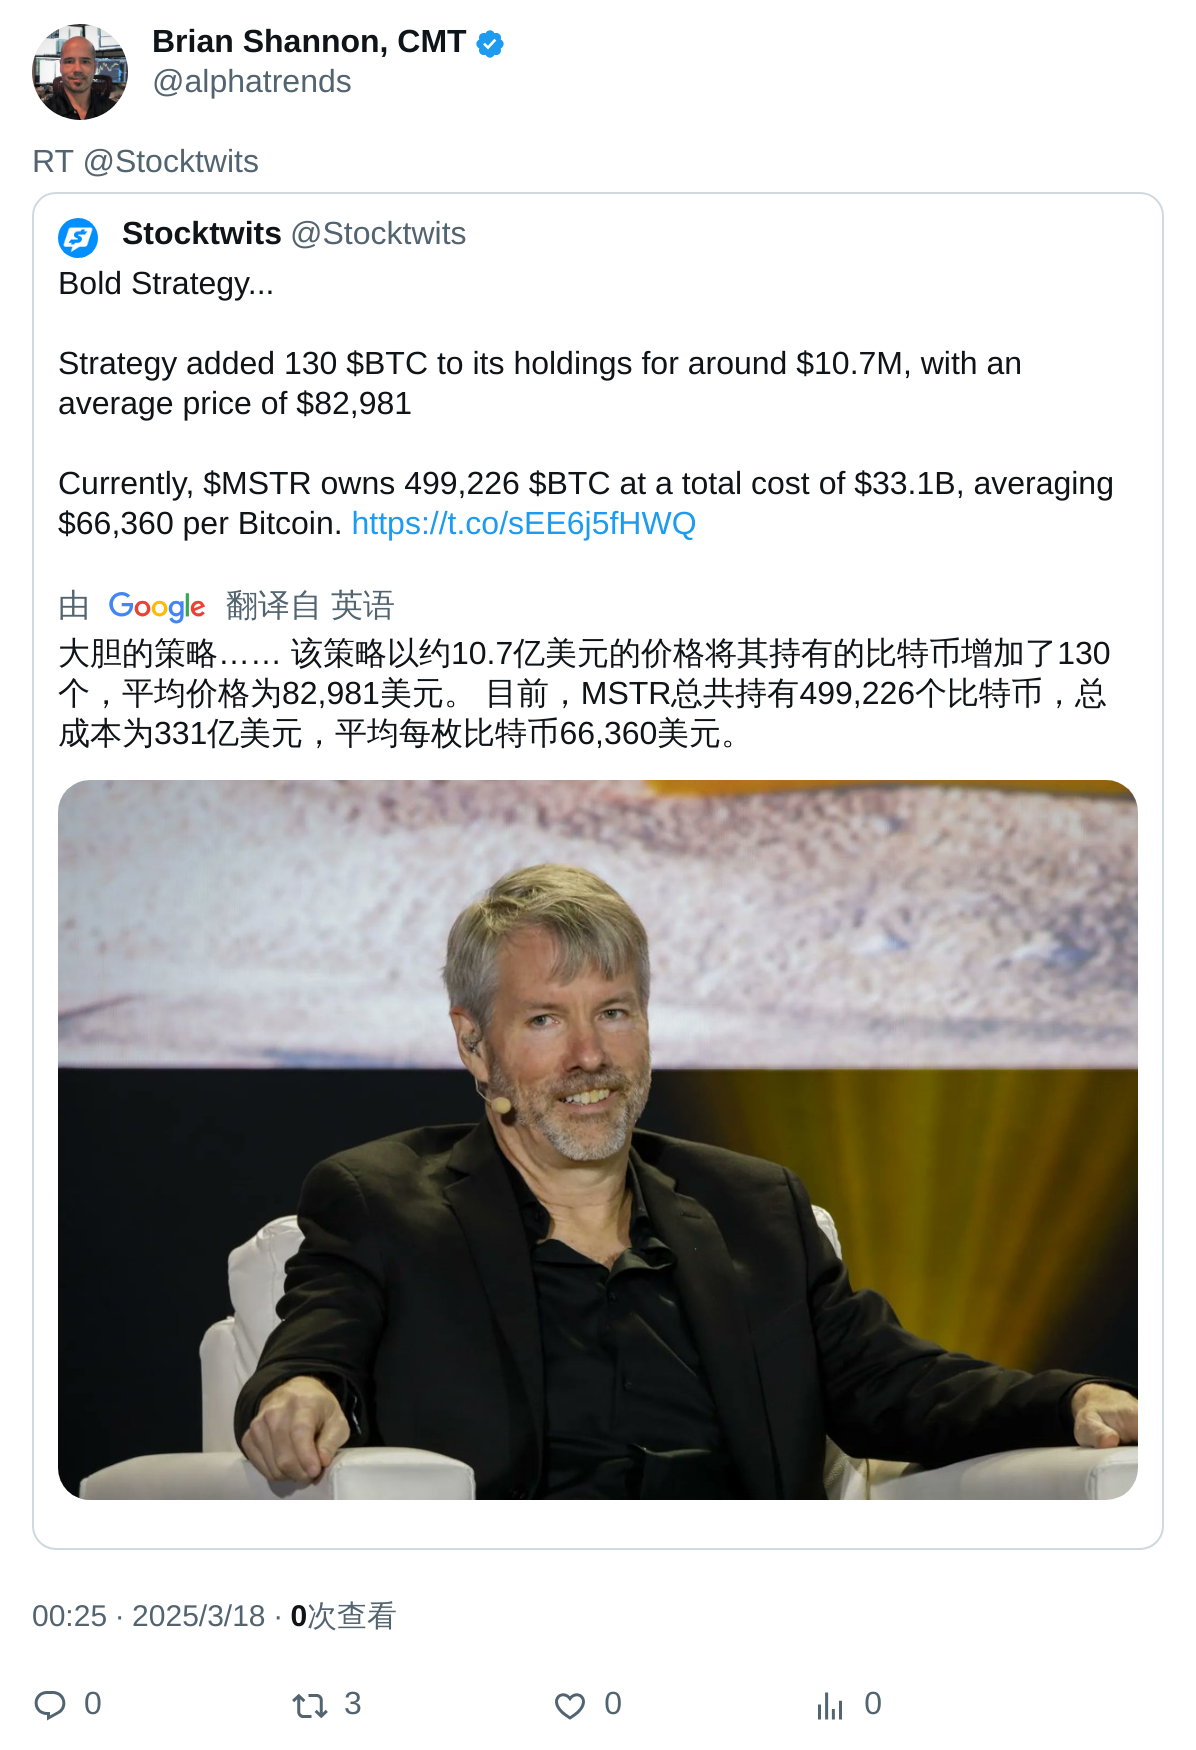 Brian Shannon, CMT
@alphatrends
RT @Stocktwits
Stocktwits @Stocktwits
Bold Strategy...
Strategy added 130 $BTC to its holdings for around $10.7M, with an
average price of $82,981
Currently, $MSTR owns 499,226 $BTC at a total cost of $33.1B, averaging
$66,360 per Bitcoin. https://t.co/sEE6j5fHWQ
由 Google 翻译自 英语
大胆的策略…… 该策略以约10.7亿美元的价格将其持有的比特币增加了130
个，平均价格为82,981美元。 目前，MSTR总共持有499,226个比特币，总
成本为331亿美元，平均每枚比特币66,360美元。
00:25 · 2025/3/18 · 0次查看
0 3 0 0